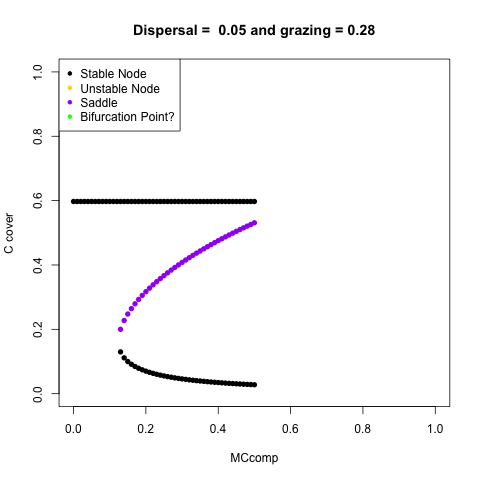 Dispersal =  0.05 and grazing = 0.28
Stable Node
Unstable Node
Saddle
Bifurcation Point?
1.0
0.8
0.6
0.4
0.2
0.0
C cover
0.0 0.2 0.4 0.6 0.8 1.0
MCcomp